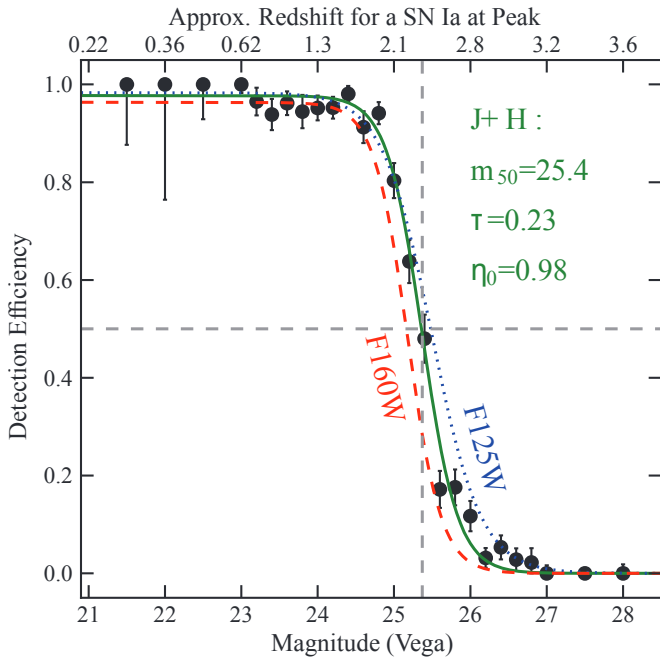 Approx. Redshift for a SN Ia at Peak
0.22 0.36 0.62 1.3 2.1 2.8 3.2 3.6
1.0
0.8
0.6
0.4
0.2
0.0
Detection Efficiency
J+ H :
m50=25.4
τ=0.23
η0=0.98
F160W
F125W
21 22 23 24 25 26 27 28
Magnitude (Vega)